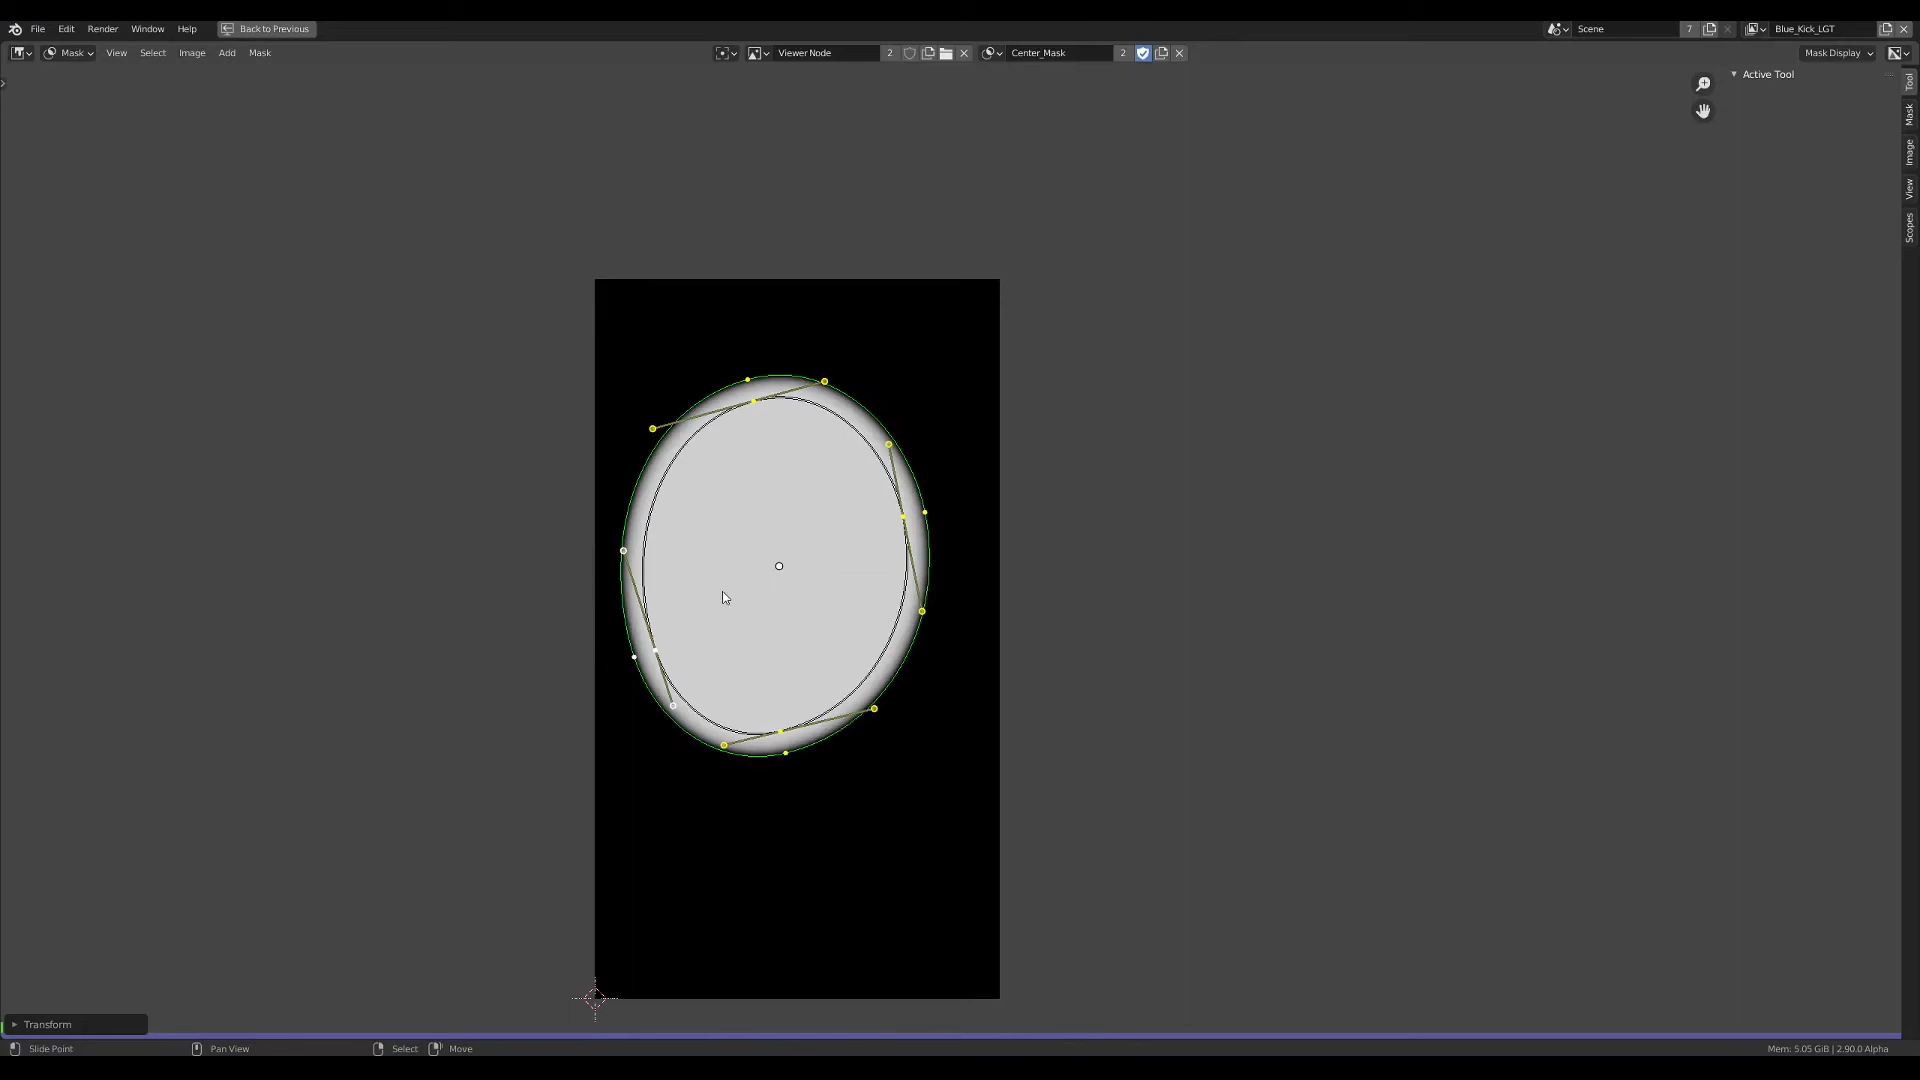 File Edit Render Window Help Back to Previous Scene 7 Blue_Kick_LGT
Mask View Select Image Add Mask Viewer Node 2 Center_Mask 2 Mask Display
Active Tool
Tool
Mask
Image
View
Scopes
Transform
Slide Point Pan View Select Move Mem: 5.05 GiB | 2.90.0 Alpha